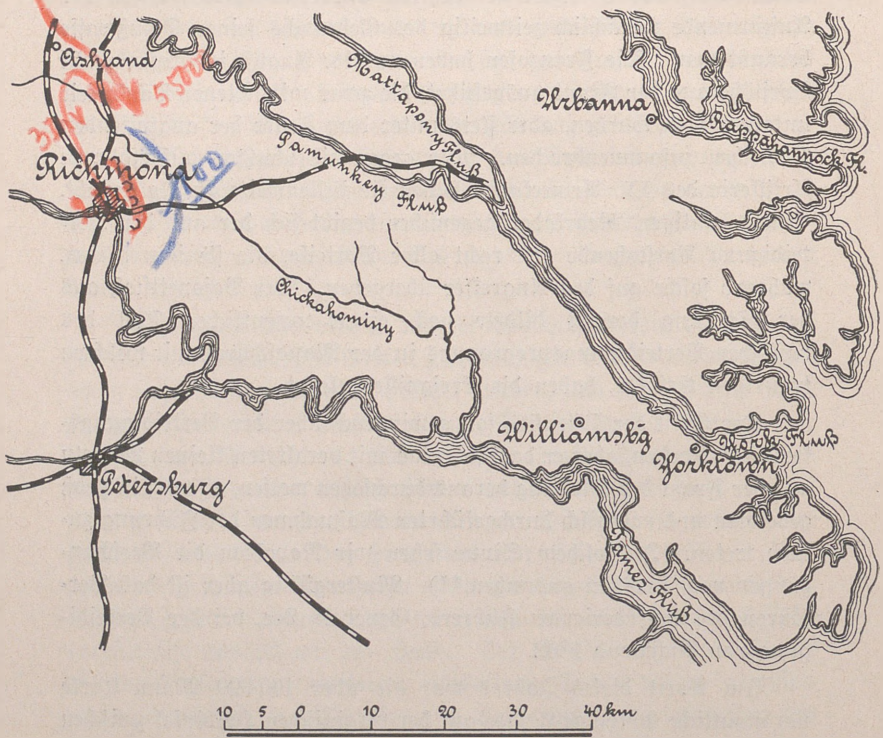 Ashland
Mattapony Fluß
Urbanna
Rappahannock Fl.
Richmond
Pamunkey Fluß
Chickahominy
Williamsbg
York Fluß
Yorktown
Petersburg
James Fluß
10 5 0 10 20 30 40 km